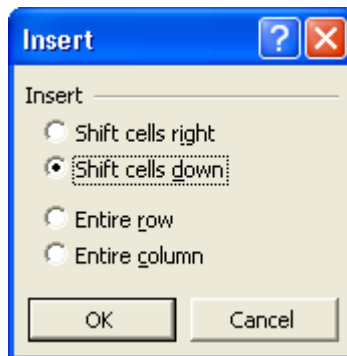 Insert
Insert
Shift cells right
Shift cells down
Entire row
Entire column
OK Cancel